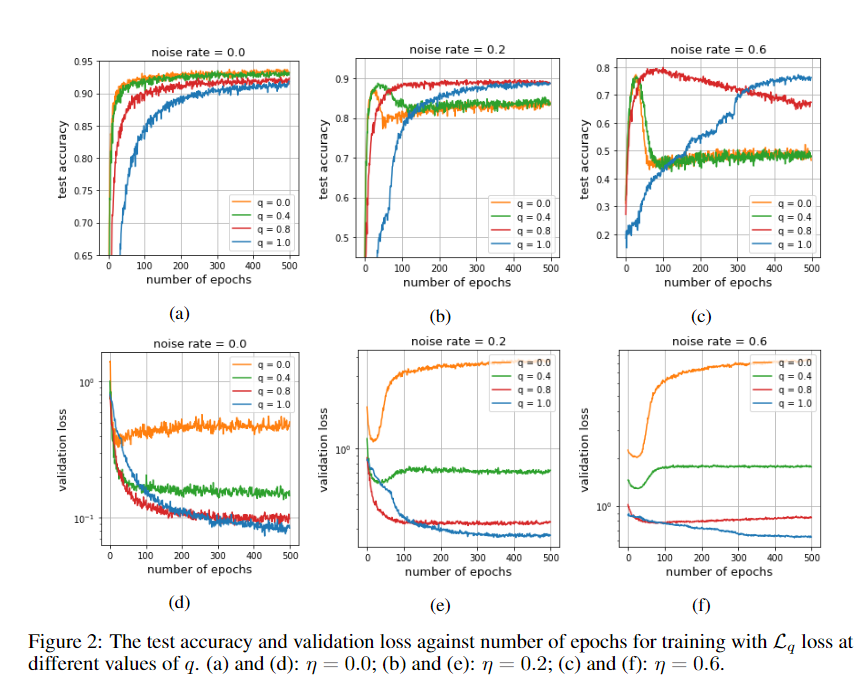 noise rate = 0.0
test accuracy
0.95
0.90
0.85
0.80
0.75
0.70
0.65
q = 0.0
q = 0.4
q = 0.8
q = 1.0
0 100 200 300 400 500
number of epochs
(a)
noise rate = 0.2
test accuracy
0.9
0.8
0.7
0.6
0.5
q = 0.0
q = 0.4
q = 0.8
q = 1.0
0 100 200 300 400 500
number of epochs
(b)
noise rate = 0.6
test accuracy
0.8
0.7
0.6
0.5
0.4
0.3
0.2
q = 0.0
q = 0.4
q = 0.8
q = 1.0
0 100 200 300 400 500
number of epochs
(c)
noise rate = 0.0
validation loss
10⁰
10⁻¹
q = 0.0
q = 0.4
q = 0.8
q = 1.0
0 100 200 300 400 500
number of epochs
(d)
noise rate = 0.2
validation loss
10⁰
q = 0.0
q = 0.4
q = 0.8
q = 1.0
0 100 200 300 400 500
number of epochs
(e)
noise rate = 0.6
validation loss
10⁰
q = 0.0
q = 0.4
q = 0.8
q = 1.0
0 100 200 300 400 500
number of epochs
(f)
Figure 2: The test accuracy and validation loss against number of epochs for training with ℒq loss at
different values of q. (a) and (d): η = 0.0; (b) and (e): η = 0.2; (c) and (f): η = 0.6.